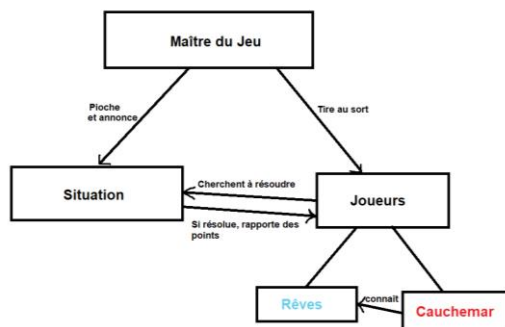 Maître du Jeu
Pioche
et annonce
Tire au sort
Situation
Cherchent à résoudre
Joueurs
Si résolue, rapporte des
points
Rêves
connait
Cauchemar